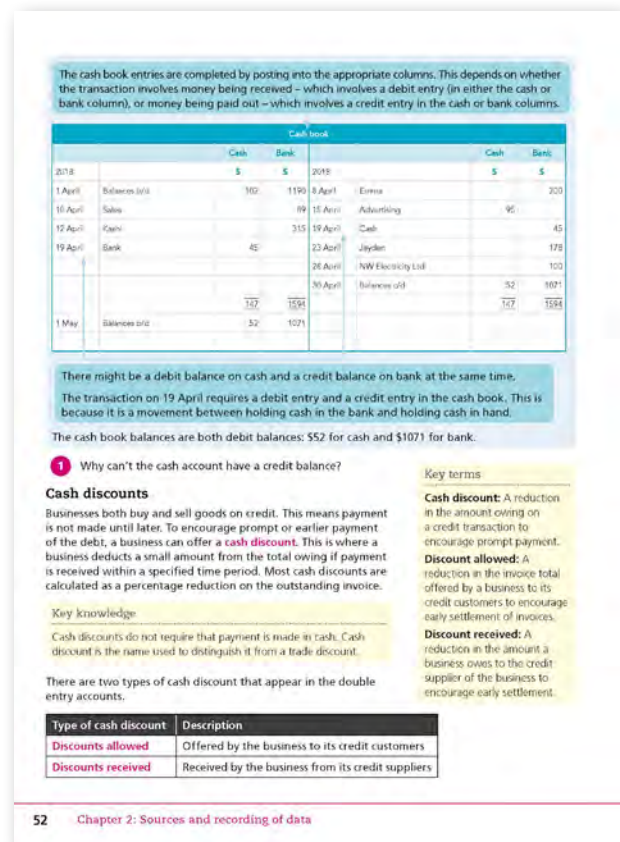 The cash book entries are completed by posting into the appropriate columns. This depends on whether
the transaction involves money being received – which involves a debit entry (in either the cash or
bank column), or money being paid out – which involves a credit entry in the cash or bank columns.
Cash book
Cash Bank Cash Bank
2018 $ $ 2018 $ $
1 April Balances b/d 102 1190 8 April Emma 200
10 April Sales 89 15 April Advertising 95
12 April Cashi 315 19 April Cash 45
19 April Bank 45 23 April Jayden 178
28 April NW Electricity Ltd 100
30 April Balances c/d 52 1071
147 1594 147 1594
1 May Balances b/d 52 1071
There might be a debit balance on cash and a credit balance on bank at the same time.
The transaction on 19 April requires a debit entry and a credit entry in the cash book. This is
because it is a movement between holding cash in the bank and holding cash in hand.
The cash book balances are both debit balances: $52 for cash and $1071 for bank.
1 Why can't the cash account have a credit balance?
Cash discounts
Businesses both buy and sell goods on credit. This means payment
is not made until later. To encourage prompt or earlier payment
of the debt, a business can offer a cash discount. This is where a
business deducts a small amount from the total owing if payment
is received within a specified time period. Most cash discounts are
calculated as a percentage reduction on the outstanding invoice.
Key knowledge
Cash discounts do not require that payment is made in cash. Cash
discount is the name used to distinguish it from a trade discount.
There are two types of cash discount that appear in the double
entry accounts.
Key terms
Cash discount: A reduction
in the amount owing on
a credit transaction to
encourage prompt payment.
Discount allowed: A
reduction in the invoice total
offered by a business to its
credit customers to encourage
early settlement of invoices.
Discount received: A
reduction in the amount a
business owes to the credit
supplier of the business to
encourage early settlement.
Type of cash discount Description
Discounts allowed Offered by the business to its credit customers
Discounts received Received by the business from its credit suppliers
52 Chapter 2: Sources and recording of data